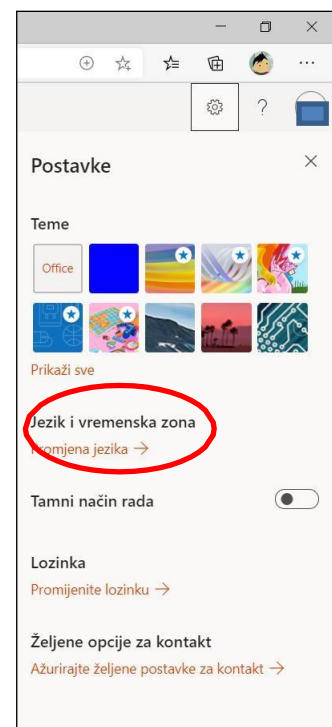 ?
Postavke
Teme
Office
Prikaži sve
Jezik i vremenska zona
Promjena jezika →
Tamni način rada
Lozinka
Promijenite lozinku →
Željene opcije za kontakt
Ažurirajte željene postavke za kontakt →